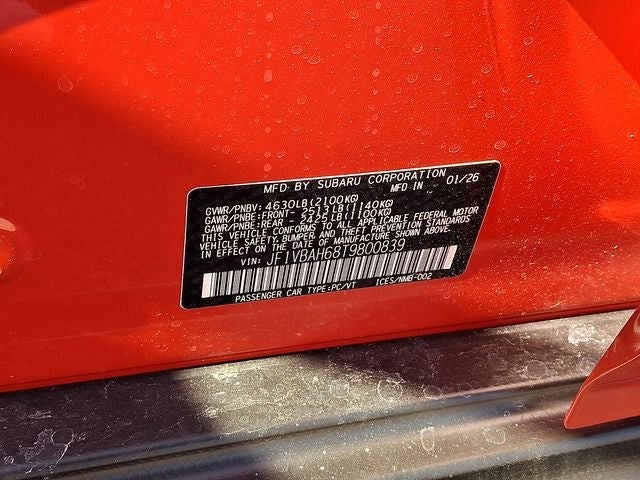 MFD BY SUBARU CORPORATION
MFD IN 01/26
GVWR/PNBV: 4630LB(2100KG)
GAWR/PNBE:FRONT- 2513LB(1140KG)
GAWR/PNBE:REAR - 2425LB(1100KG)
THIS VEHICLE CONFORMS TO ALL APPLICABLE FEDERAL MOTOR
VEHICLE SAFETY, BUMPER, AND THEFT PREVENTION STANDARDS
IN EFFECT ON THE DATE OF MANUFACTURE SHOWN ABOVE.
VIN: JF1VBAH68T9800839
PASSENGER CAR TYPE:PC/VT ICES/NMB-002